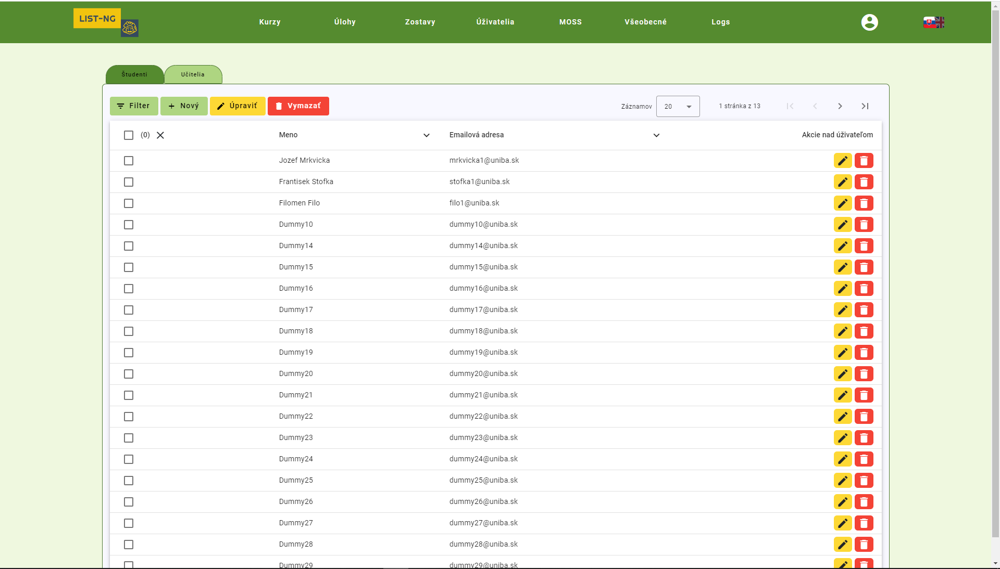 LIST-NG
Kurzy Úlohy Zostavy Úživatelia MOSS Všeobecné Logs
Študenti Učitelia
Filter Nový Úpraviť Vymazať Záznamov 20 1 stránka z 13
(0) Meno Emailová adresa Akcie nad úživateľom
Jozef Mrkvicka mrkvicka1@uniba.sk
Frantisek Stofka stofka1@uniba.sk
Filomen Filo filo1@uniba.sk
Dummy10 dummy10@uniba.sk
Dummy14 dummy14@uniba.sk
Dummy15 dummy15@uniba.sk
Dummy16 dummy16@uniba.sk
Dummy17 dummy17@uniba.sk
Dummy18 dummy18@uniba.sk
Dummy19 dummy19@uniba.sk
Dummy20 dummy20@uniba.sk
Dummy21 dummy21@uniba.sk
Dummy22 dummy22@uniba.sk
Dummy23 dummy23@uniba.sk
Dummy24 dummy24@uniba.sk
Dummy25 dummy25@uniba.sk
Dummy26 dummy26@uniba.sk
Dummy27 dummy27@uniba.sk
Dummy28 dummy28@uniba.sk
Dummy29 dummy29@uniba.sk